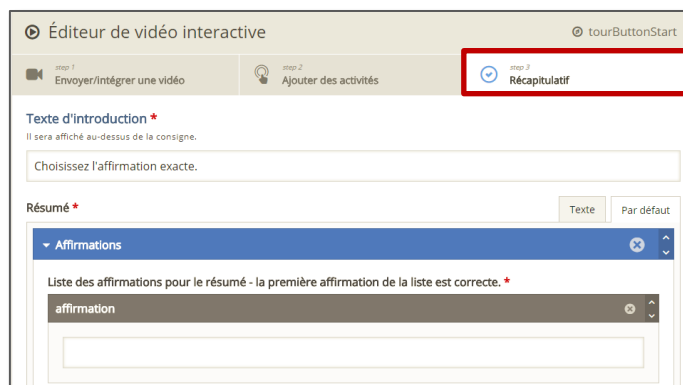 Éditeur de vidéo interactive
tourButtonStart
step 1
Envoyer/intégrer une vidéo
step 2
Ajouter des activités
step 3
Récapitulatif
Texte d'introduction *
Il sera affiché au-dessus de la consigne.
Choisissez l'affirmation exacte.
Résumé *
Texte
Par défaut
Affirmations
Liste des affirmations pour le résumé - la première affirmation de la liste est correcte. *
affirmation